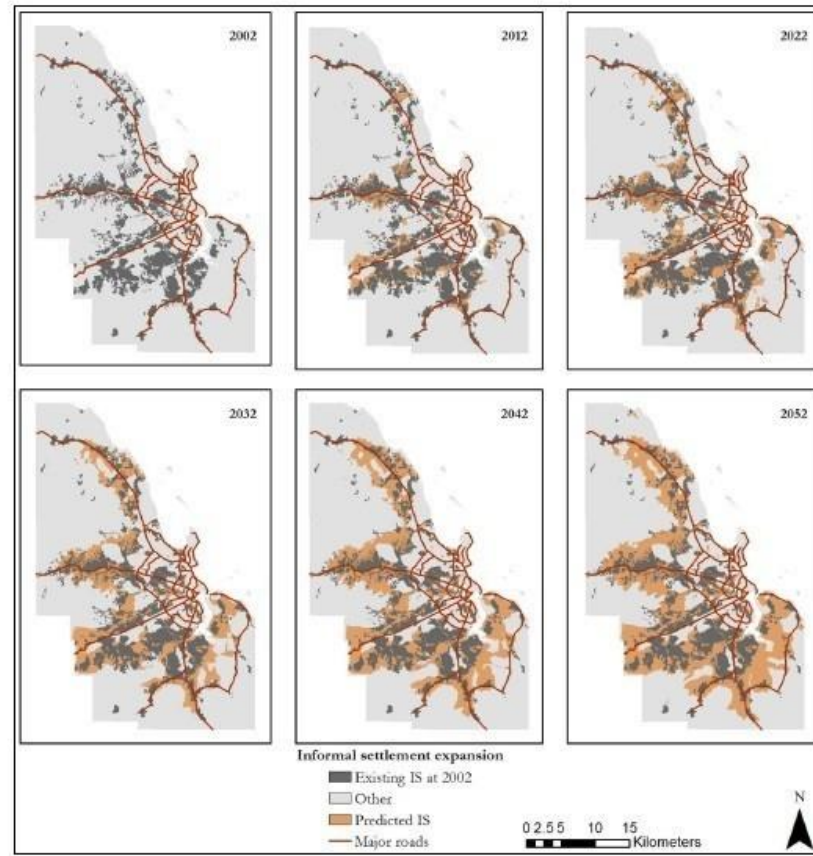 2002
2012
2022
2032
2042
2052
Informal settlement expansion
Existing IS at 2002
Other
Predicted IS
Major roads
0 2.5 5 10 15
Kilometers
N